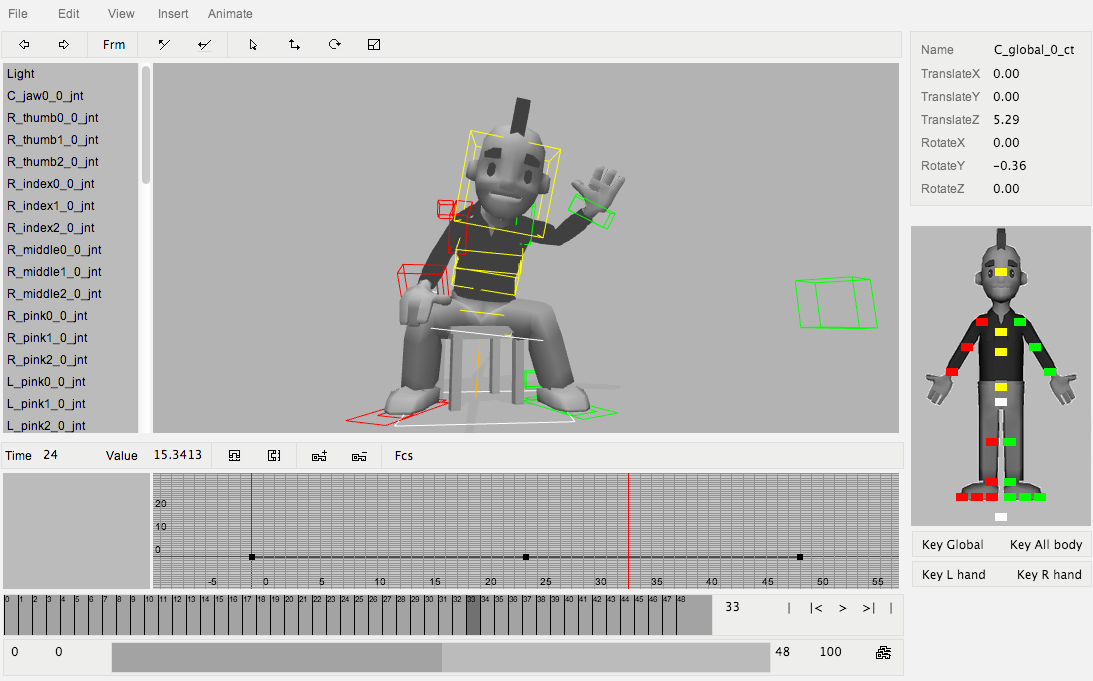 File Edit View Insert Animate
Frm
Light
C_jaw0_0_jnt
R_thumb0_0_jnt
R_thumb1_0_jnt
R_thumb2_0_jnt
R_index0_0_jnt
R_index1_0_jnt
R_index2_0_jnt
R_middle0_0_jnt
R_middle1_0_jnt
R_middle2_0_jnt
R_pink0_0_jnt
R_pink1_0_jnt
R_pink2_0_jnt
L_pink0_0_jnt
L_pink1_0_jnt
L_pink2_0_jnt
Name C_global_0_ct
TranslateX 0.00
TranslateY 0.00
TranslateZ 5.29
RotateX 0.00
RotateY -0.36
RotateZ 0.00
Key Global Key All body
Key L hand Key R hand
Time 24 Value 15.3413 Fcs
20
10
0
-5 0 5 10 15 20 25 30 35 40 45 50 55
0 1 2 3 4 5 6 7 8 9 10 11 12 13 14 15 16 17 18 19 20 21 22 23 24 25 26 27 28 29 30 31 32 33 34 35 36 37 38 39 40 41 42 43 44 45 46 47 48
33 | |< > >| |
0 0 48 100